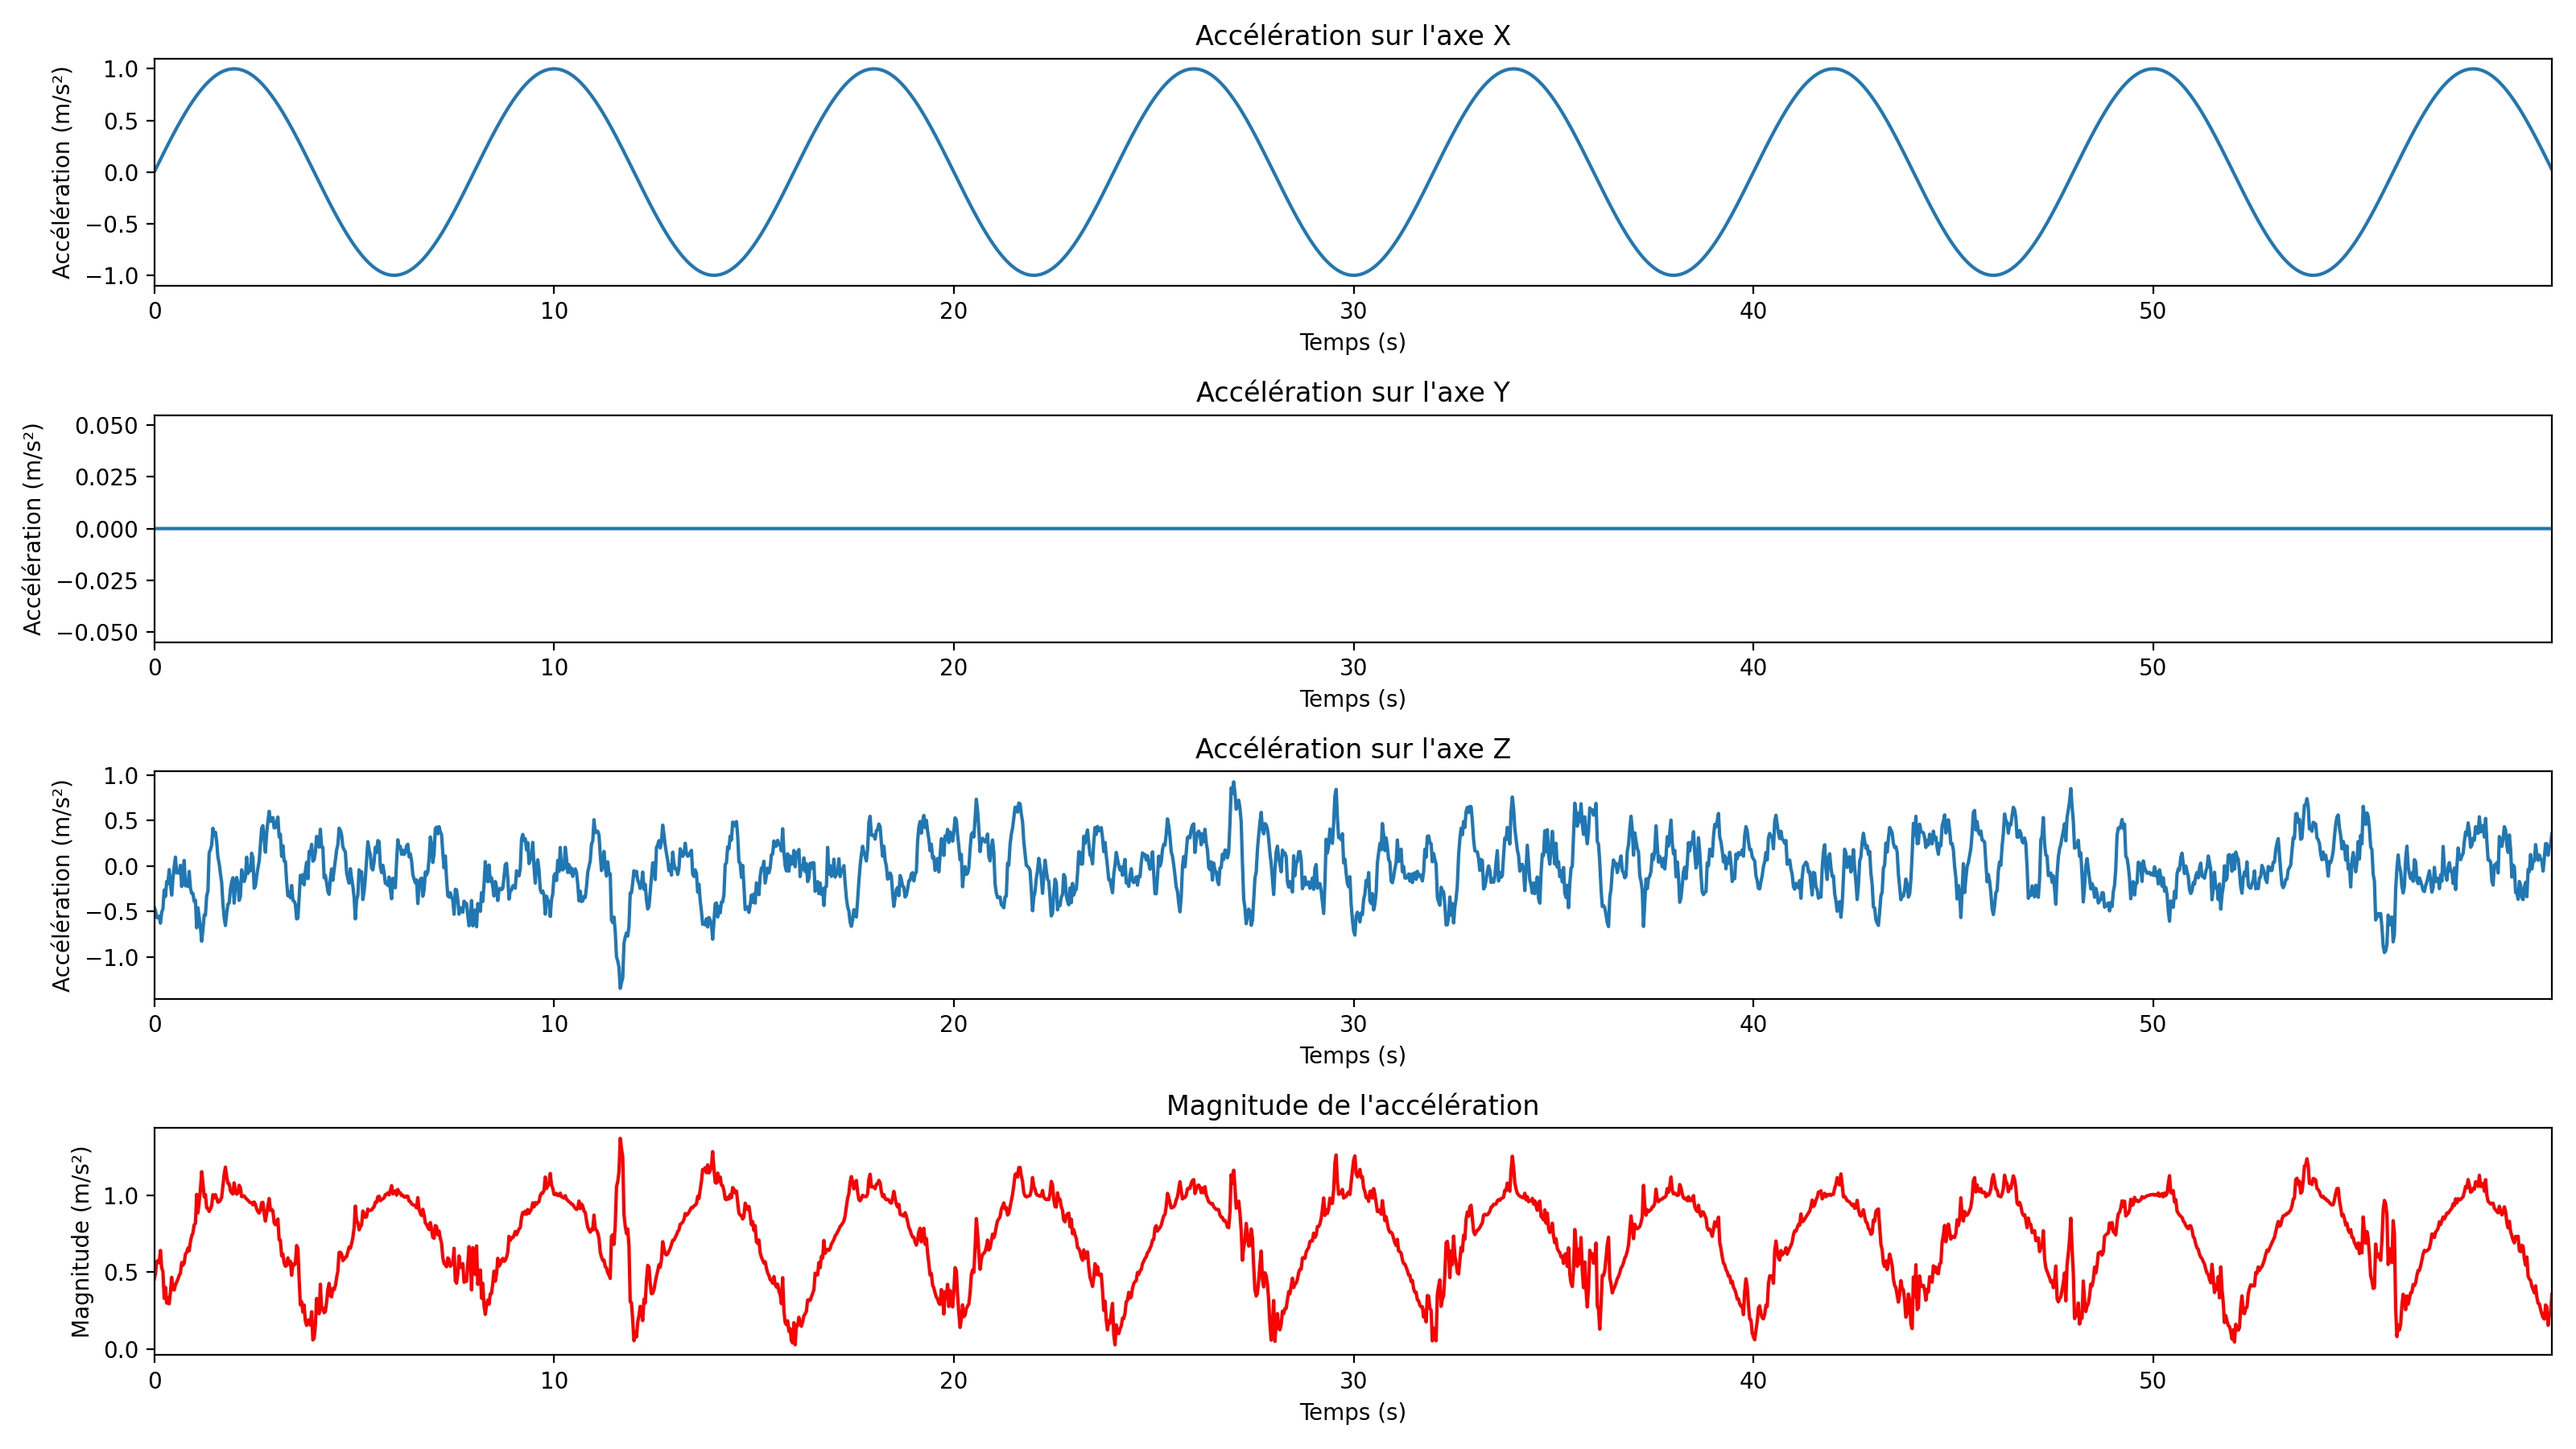 Accélération sur l'axe X
Accélération (m/s²)
1.0
0.5
0.0
−0.5
−1.0
0 10 20 30 40 50
Temps (s)
Accélération sur l'axe Y
Accélération (m/s²)
0.050
0.025
0.000
−0.025
−0.050
0 10 20 30 40 50
Temps (s)
Accélération sur l'axe Z
Accélération (m/s²)
1.0
0.5
0.0
−0.5
−1.0
0 10 20 30 40 50
Temps (s)
Magnitude de l'accélération
Magnitude (m/s²)
1.0
0.5
0.0
0 10 20 30 40 50
Temps (s)